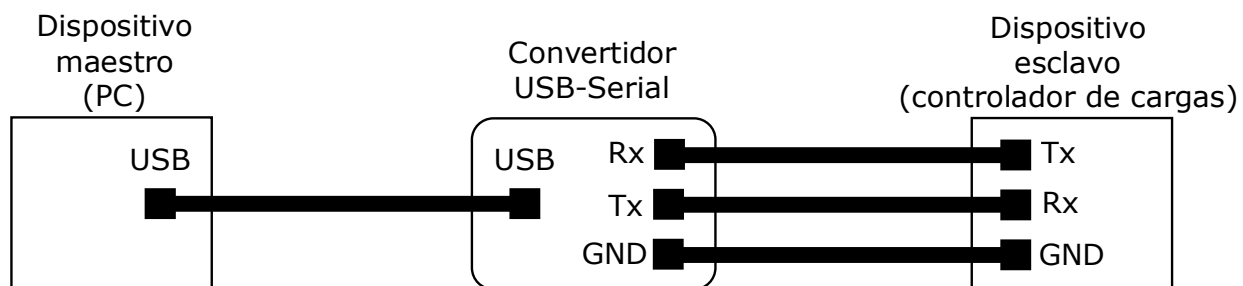 Dispositivo
maestro
(PC)
USB
Convertidor
USB-Serial
USB
Rx
Tx
GND
Dispositivo
esclavo
(controlador de cargas)
Tx
Rx
GND